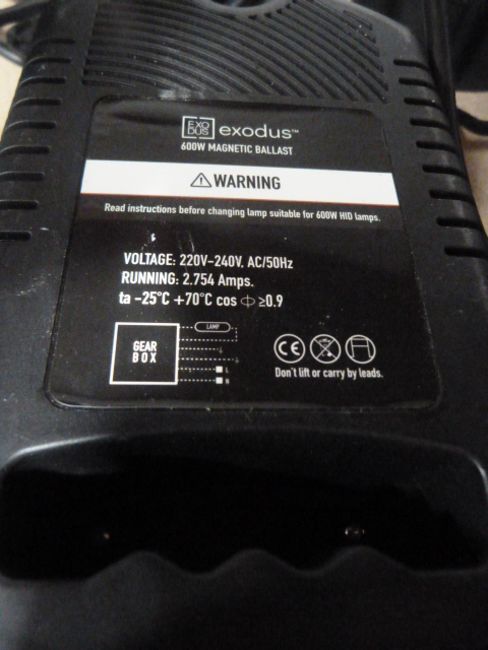 EXO
DUS
exodus™
600W MAGNETIC BALLAST
WARNING
Read instructions before changing lamp suitable for 600W HID lamps.
VOLTAGE: 220V-240V, AC/50Hz
RUNNING: 2.754 Amps.
ta -25°C +70°C cos ⌽ ≥0.9
LAMP
GEAR
BOX
L
N
CE
Don't lift or carry by leads.